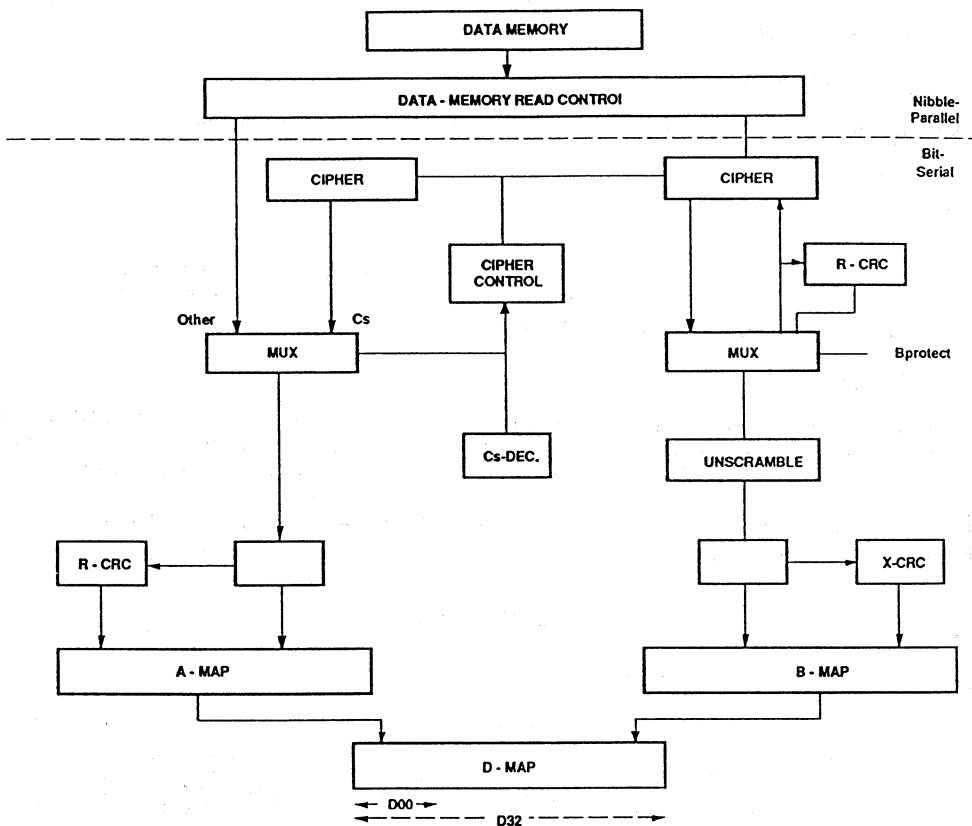 DATA MEMORY
DATA - MEMORY READ CONTROl
Nibble-
Parallel
Bit-
Serial
CIPHER
CIPHER
CIPHER
CONTROL
R - CRC
Other
Cs
MUX
MUX
Bprotect
Cs-DEC.
UNSCRAMBLE
R - CRC
X-CRC
A - MAP
B - MAP
D - MAP
D00
D32